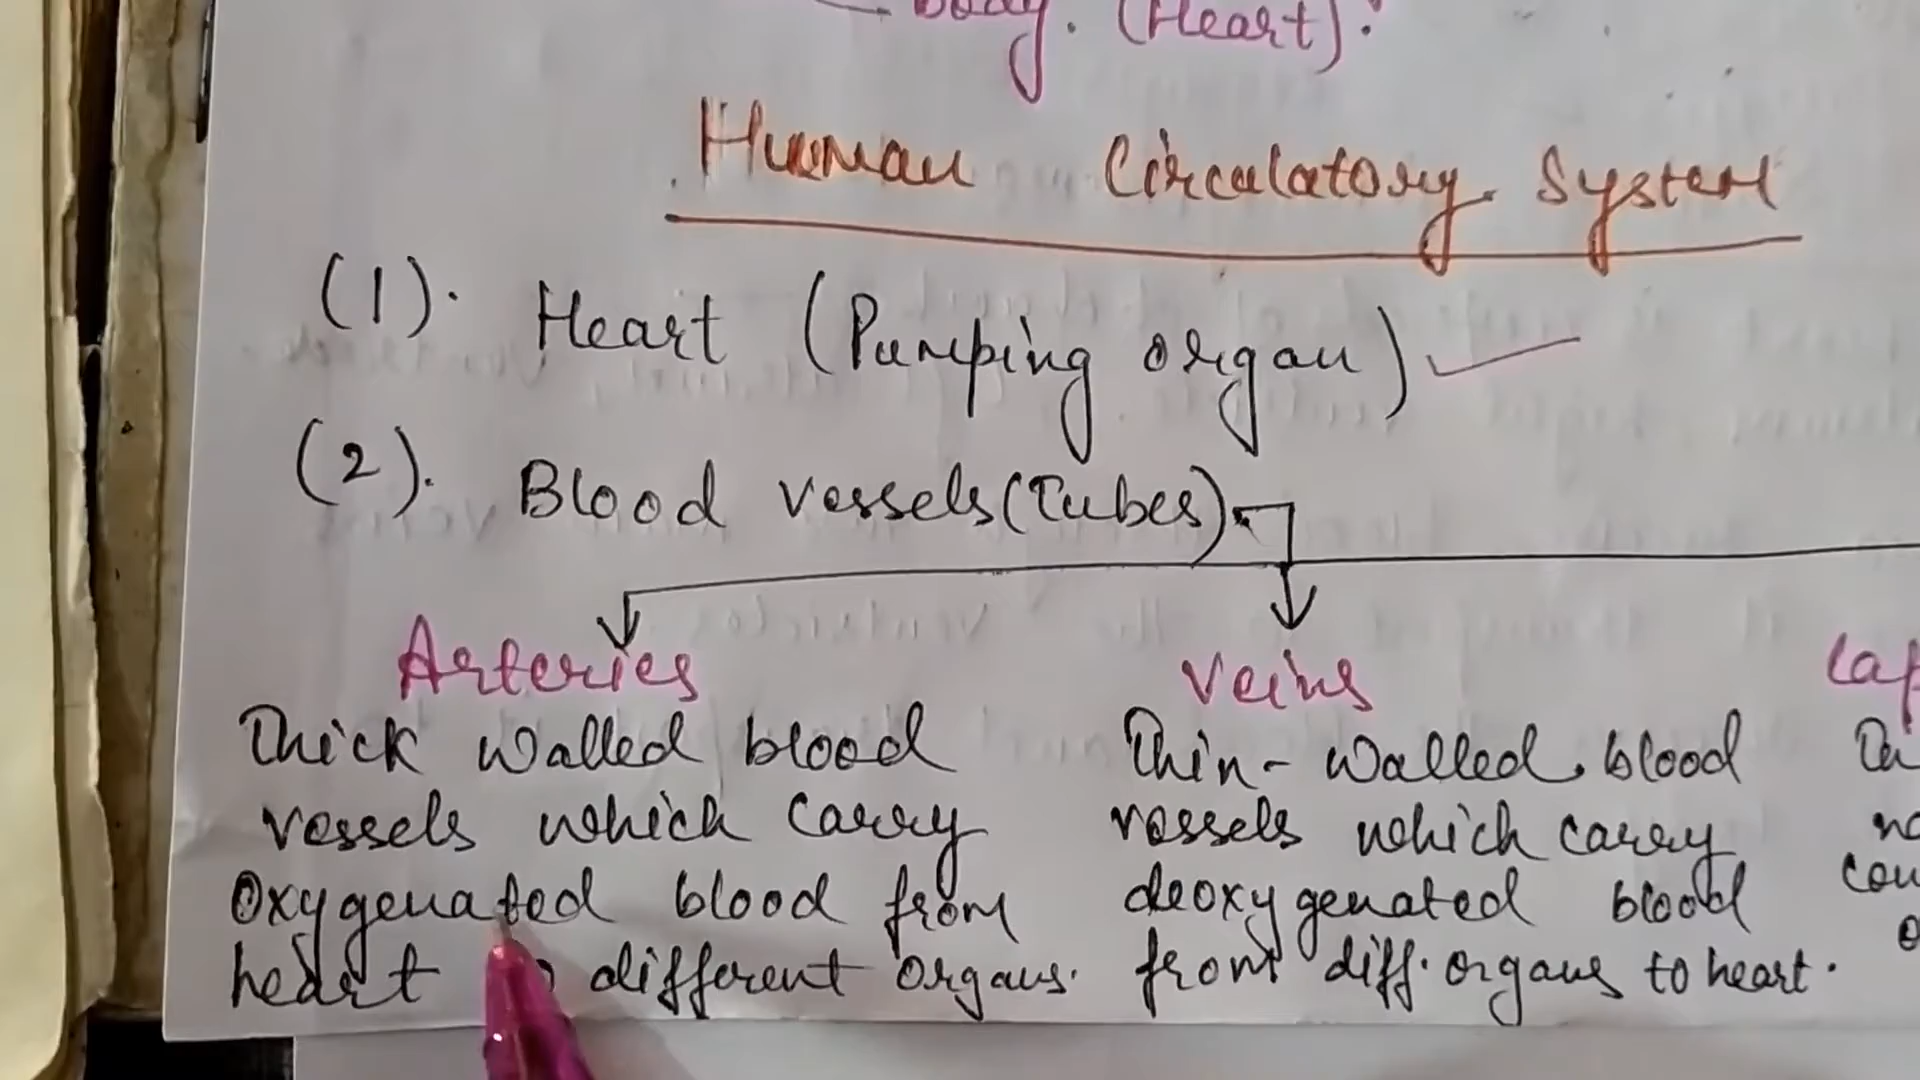 Body. (Heart).
Human Circulatory System
(1). Heart (Pumping organ)
(2). Blood vessels (Tubes)
Arteries
Thick walled blood
vessels which carry
Oxygenated blood from
heart different organs.
Veins
Thin-walled blood
vessels which carry
deoxygenated blood
from diff. organs to heart.